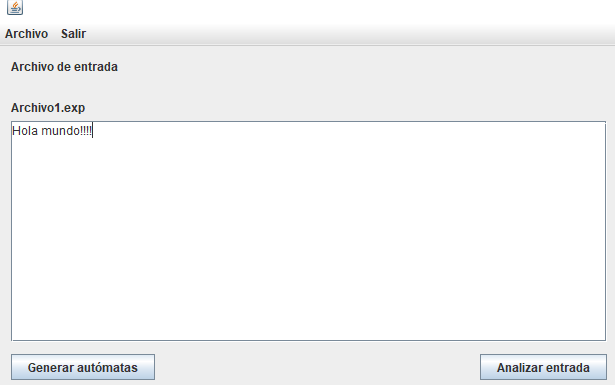 Archivo Salir
Archivo de entrada
Archivo1.exp
Hola mundo!!!!
Generar autómatas Analizar entrada